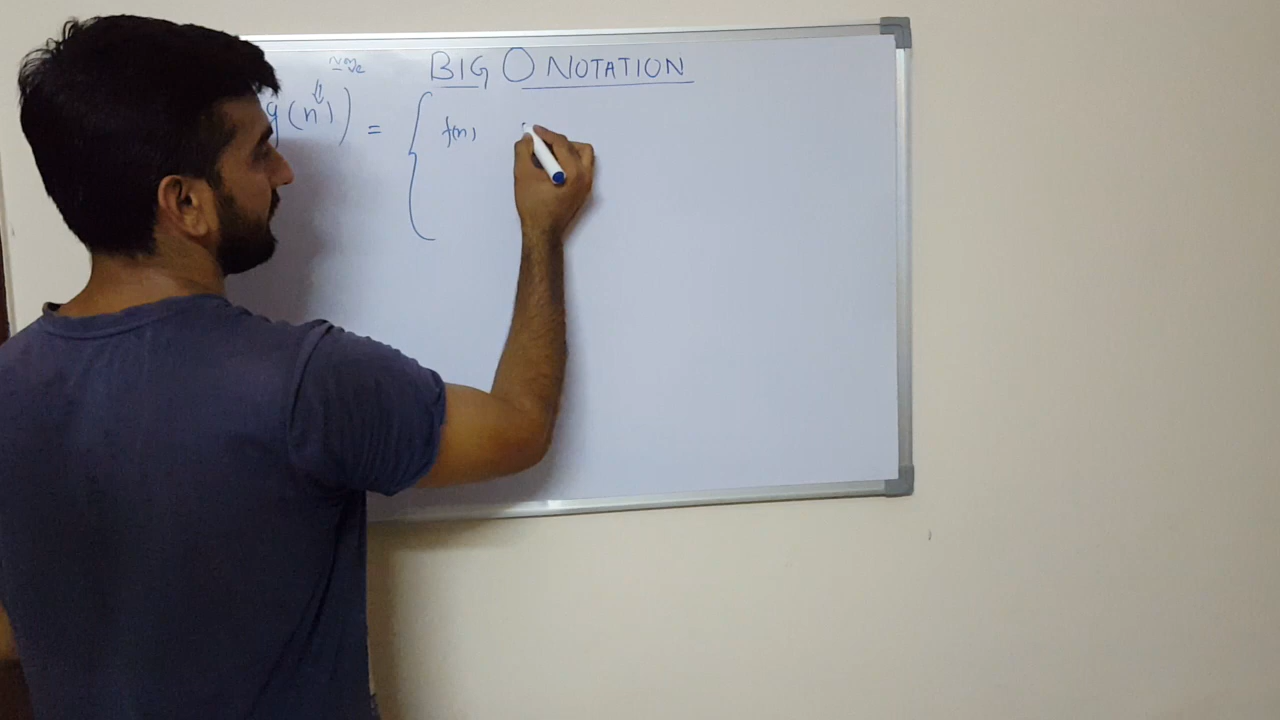 BIG O NOTATION
g(n)) = { f(n)